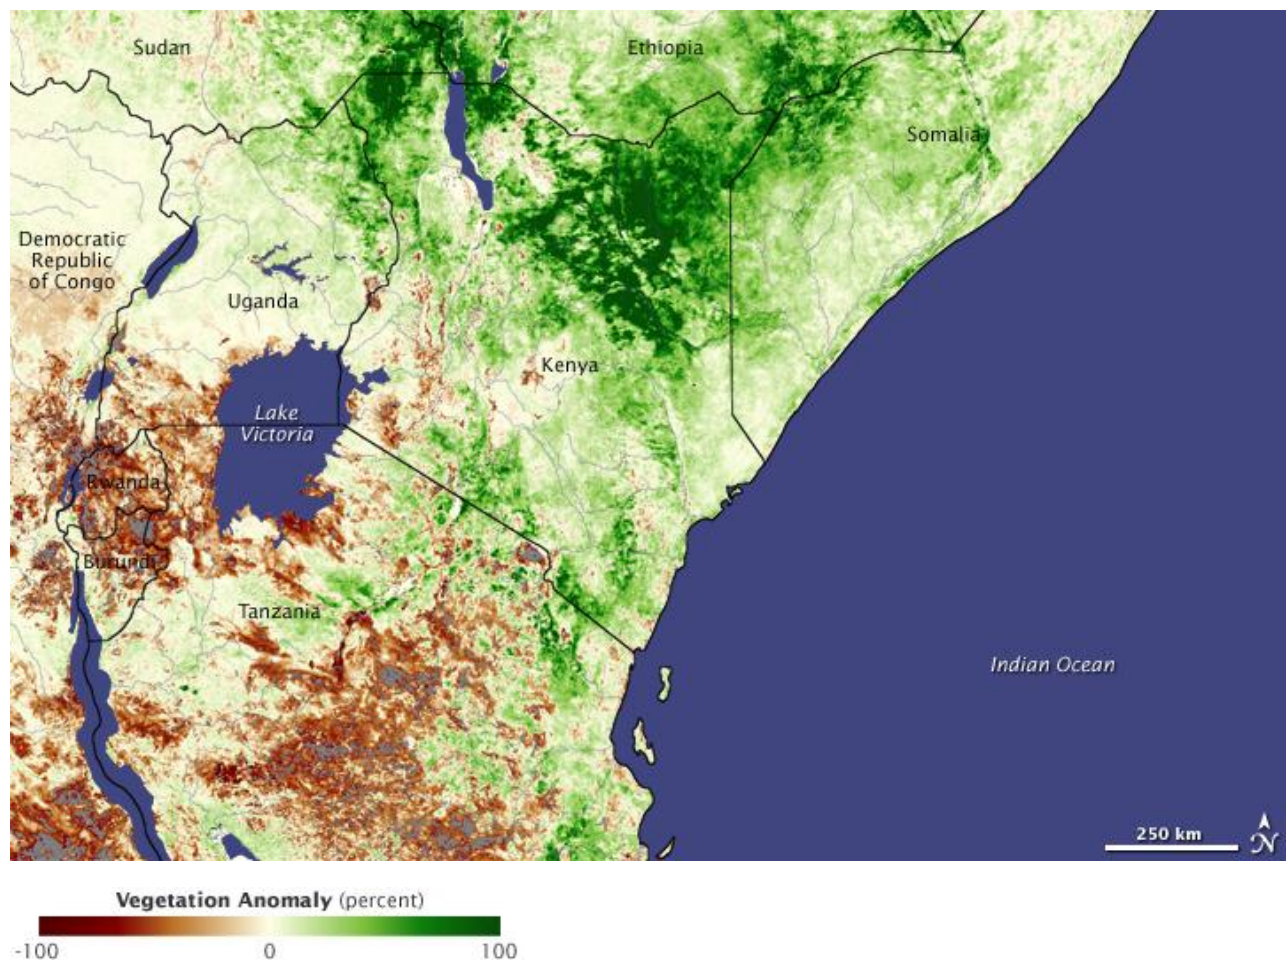 Sudan
Ethiopia
Somalia
Democratic
Republic
of Congo
Uganda
Kenya
Lake
Victoria
Rwanda
Burundi
Tanzania
Indian Ocean
250 km
N
Vegetation Anomaly (percent)
-100 0 100